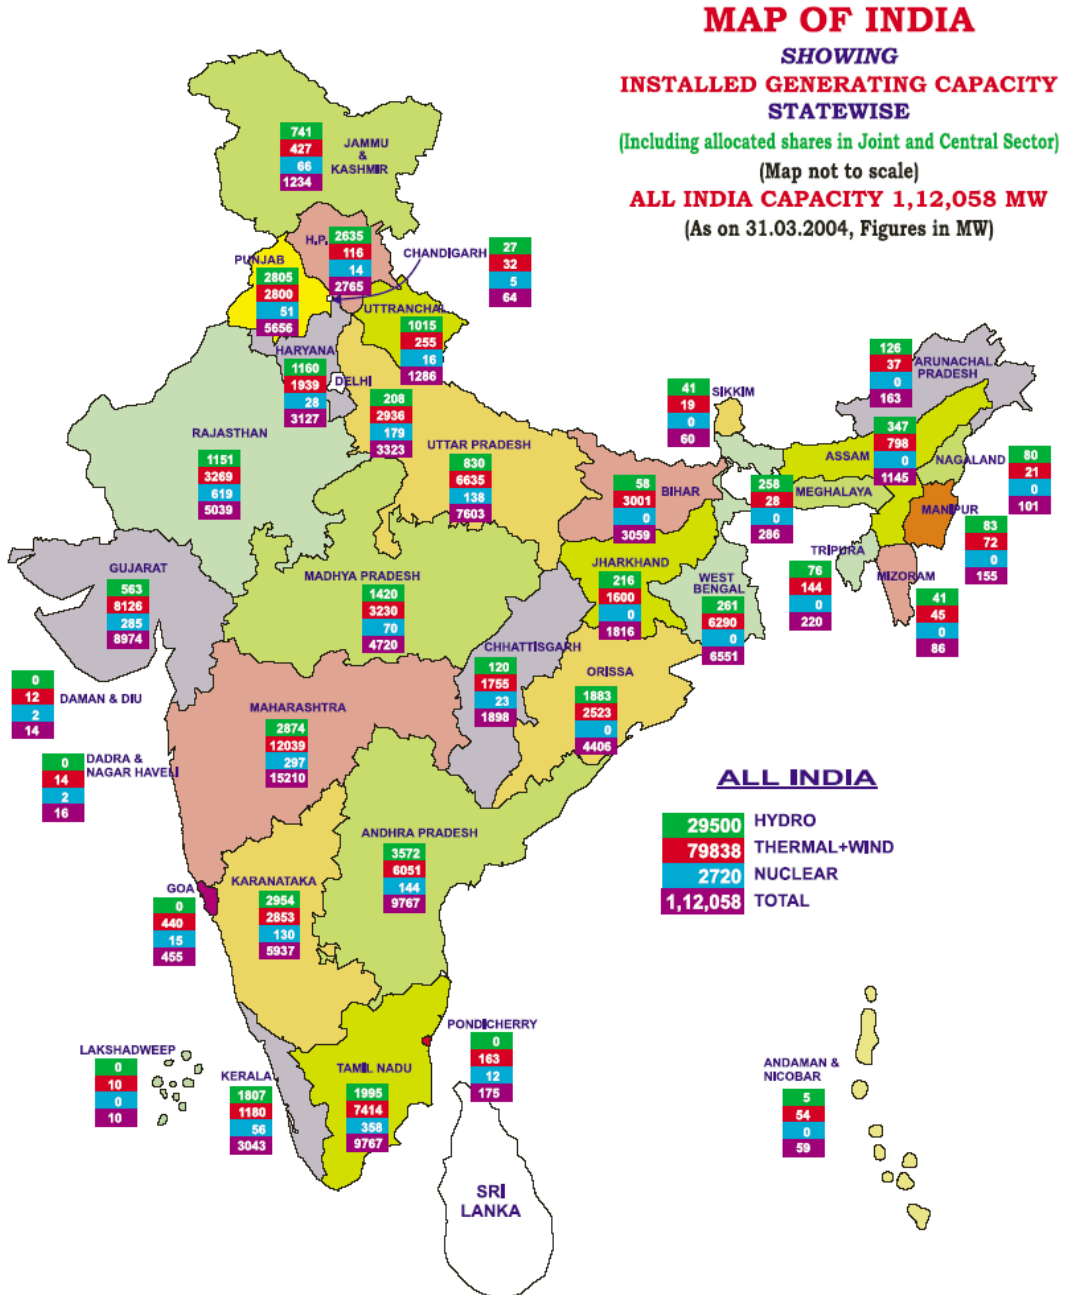 MAP OF INDIA
SHOWING
INSTALLED GENERATING CAPACITY
STATEWISE
(Including allocated shares in Joint and Central Sector)
(Map not to scale)
ALL INDIA CAPACITY 1,12,058 MW
(As on 31.03.2004, Figures in MW)
JAMMU
&
KASHMIR
741
427
66
1234
H.P.
2635
116
14
2765
CHANDIGARH
27
32
5
64
PUNJAB
2805
2800
51
5656
UTTRANCHAL
1015
255
16
1286
HARYANA
1160
1939
28
3127
DELHI
208
2936
179
3323
RAJASTHAN
1151
3269
619
5039
UTTAR PRADESH
830
6635
138
7603
SIKKIM
41
19
0
60
ARUNACHAL
PRADESH
126
37
0
163
ASSAM
347
798
0
1145
NAGALAND
80
21
0
101
BIHAR
58
3001
0
3059
MEGHALAYA
258
28
0
286
MANIPUR
83
72
0
155
TRIPURA
76
144
0
220
MIZORAM
41
45
0
86
GUJARAT
563
8126
285
8974
MADHYA PRADESH
1420
3230
70
4720
JHARKHAND
216
1600
0
1816
WEST
BENGAL
261
6290
0
6551
CHHATTISGARH
120
1755
23
1898
ORISSA
1883
2523
0
4406
DAMAN & DIU
0
12
2
14
DADRA &
NAGAR HAVELI
0
14
2
16
MAHARASHTRA
2874
12039
297
15210
ANDHRA PRADESH
3572
6051
144
9767
GOA
0
440
15
455
KARANATAKA
2954
2853
130
5937
ALL INDIA
29500 HYDRO
79838 THERMAL+WIND
2720 NUCLEAR
1,12,058 TOTAL
PONDICHERRY
0
163
12
175
LAKSHADWEEP
0
10
0
10
KERALA
1807
1180
56
3043
TAMIL NADU
1995
7414
358
9767
ANDAMAN &
NICOBAR
5
54
0
59
SRI
LANKA